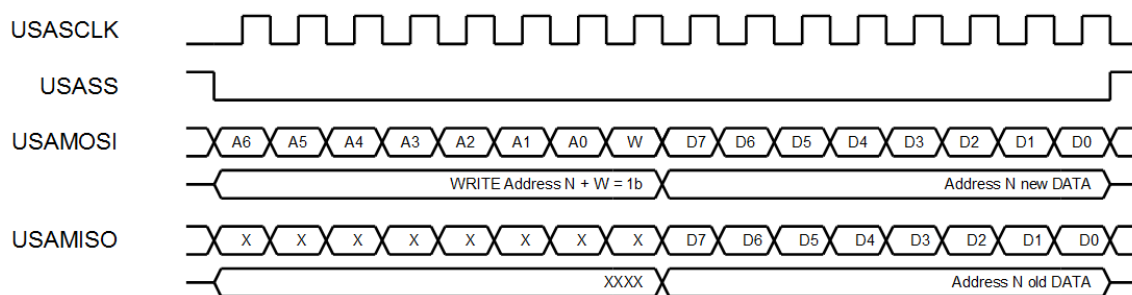 USASCLK
USASS
USAMOSI A6 A5 A4 A3 A2 A1 A0 W D7 D6 D5 D4 D3 D2 D1 D0
WRITE Address N + W = 1b Address N new DATA
USAMISO X X X X X X X X D7 D6 D5 D4 D3 D2 D1 D0
XXXX Address N old DATA